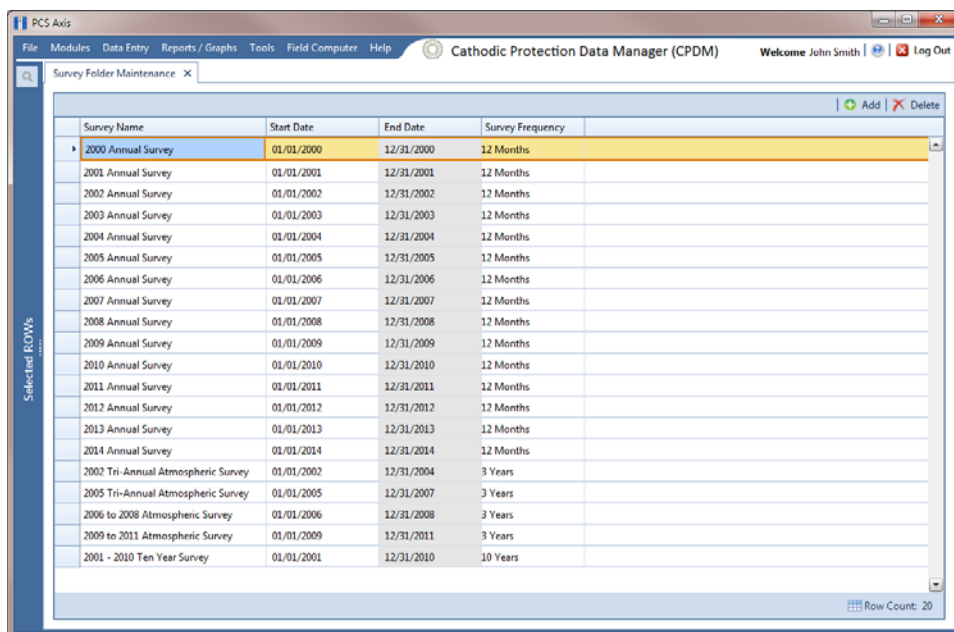 PCS Axis
File Modules Data Entry Reports / Graphs Tools Field Computer Help Cathodic Protection Data Manager (CPDM) Welcome John Smith | | Log Out
Survey Folder Maintenance X
| Add | Delete
Survey Name Start Date End Date Survey Frequency
2000 Annual Survey 01/01/2000 12/31/2000 12 Months
2001 Annual Survey 01/01/2001 12/31/2001 12 Months
2002 Annual Survey 01/01/2002 12/31/2002 12 Months
2003 Annual Survey 01/01/2003 12/31/2003 12 Months
2004 Annual Survey 01/01/2004 12/31/2004 12 Months
2005 Annual Survey 01/01/2005 12/31/2005 12 Months
2006 Annual Survey 01/01/2006 12/31/2006 12 Months
2007 Annual Survey 01/01/2007 12/31/2007 12 Months
2008 Annual Survey 01/01/2008 12/31/2008 12 Months
2009 Annual Survey 01/01/2009 12/31/2009 12 Months
2010 Annual Survey 01/01/2010 12/31/2010 12 Months
2011 Annual Survey 01/01/2011 12/31/2011 12 Months
2012 Annual Survey 01/01/2012 12/31/2012 12 Months
2013 Annual Survey 01/01/2013 12/31/2013 12 Months
2014 Annual Survey 01/01/2014 12/31/2014 12 Months
2002 Tri-Annual Atmospheric Survey 01/01/2002 12/31/2004 3 Years
2005 Tri-Annual Atmospheric Survey 01/01/2005 12/31/2007 3 Years
2006 to 2008 Atmospheric Survey 01/01/2006 12/31/2008 3 Years
2009 to 2011 Atmospheric Survey 01/01/2009 12/31/2011 3 Years
2001 - 2010 Ten Year Survey 01/01/2001 12/31/2010 10 Years
Selected ROWs
Row Count: 20